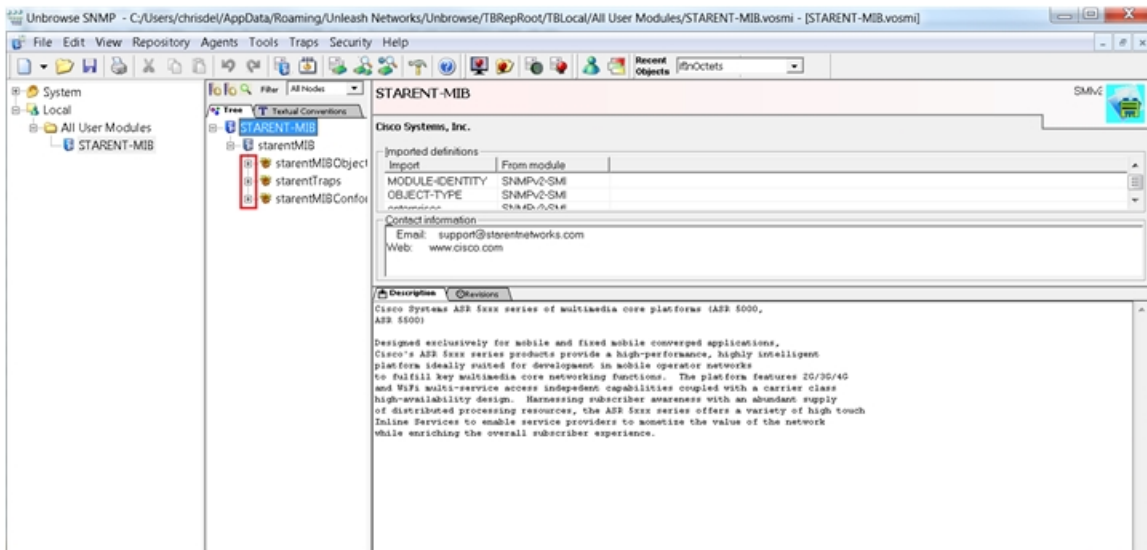 Unbrowse SNMP - C:/Users/chrisdel/AppData/Roaming/Unleash Networks/Unbrowse/TBRepRoot/TBLocal/All User Modules/STARENT-MIB.vosmi - [STARENT-MIB.vosmi]
File Edit View Repository Agents Tools Traps Security Help
Recent Objects ifInOctets
System
Local
All User Modules
STARENT-MIB
Filter All Nodes
Tree Textual Conventions
STARENT-MIB
starentMIB
starentMIBObject
starentTraps
starentMIBConfo
STARENT-MIB
SMIv2
Cisco Systems, Inc.
Imported definitions
Import From module
MODULE-IDENTITY SNMPv2-SMI
OBJECT-TYPE SNMPv2-SMI
enterprises SNMPv2-SMI
Contact information
Email: support@starentnetworks.com
Web: www.cisco.com
Description Revisions
Cisco Systems ASR 5xxx series of multimedia core platforms (ASR 5000,
ASR 5500)
Designed exclusively for mobile and fixed mobile converged applications,
Cisco's ASR 5xxx series products provide a high-performance, highly intelligent
platform ideally suited for development in mobile operator networks
to fulfill key multimedia core networking functions. The platform features 2G/3G/4G
and WiFi multi-service access indepedent capabilities coupled with a carrier class
high-availability design. Harnessing subscriber awareness with an abundant supply
of distributed processing resources, the ASR 5xxx series offers a variety of high touch
Inline Services to enable service providers to monetize the value of the network
while enriching the overall subscriber experience.